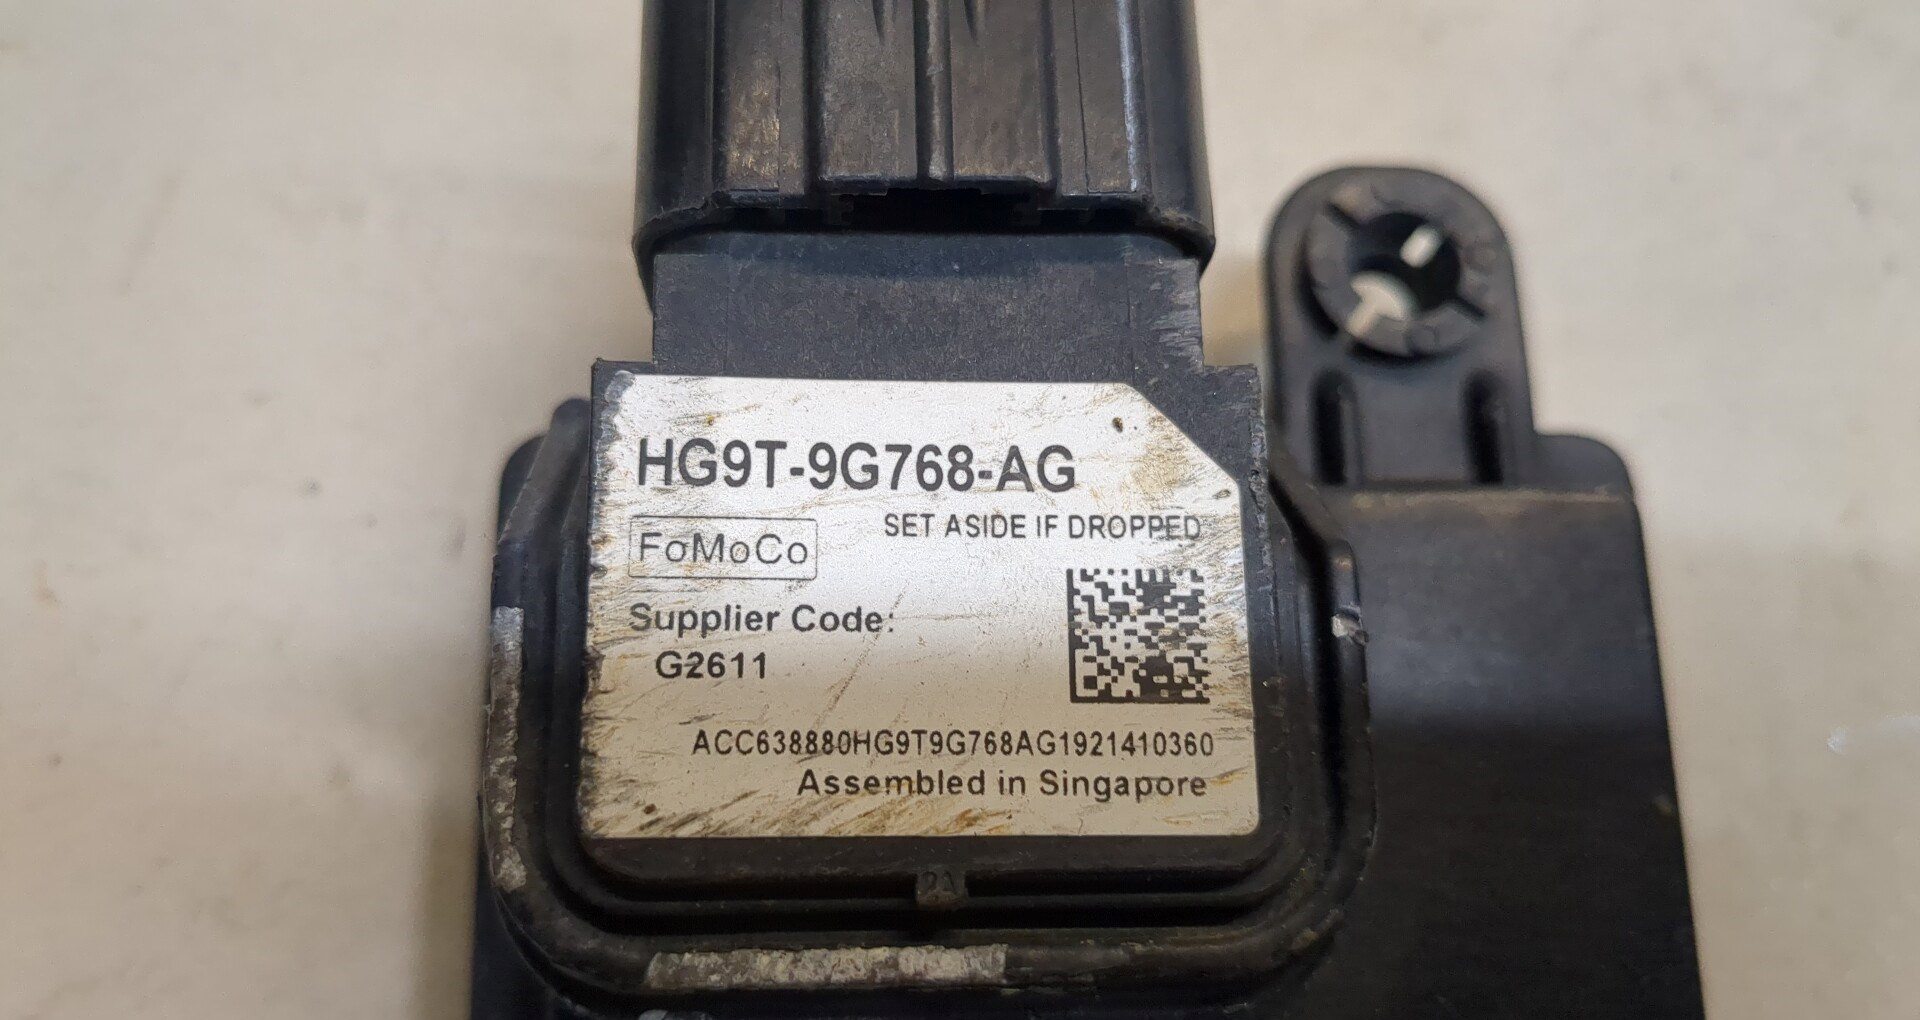 HG9T-9G768-AG
SET ASIDE IF DROPPED
FoMoCo
Supplier Code:
G2611
ACC638880HG9T9G768AG1921410360
Assembled in Singapore